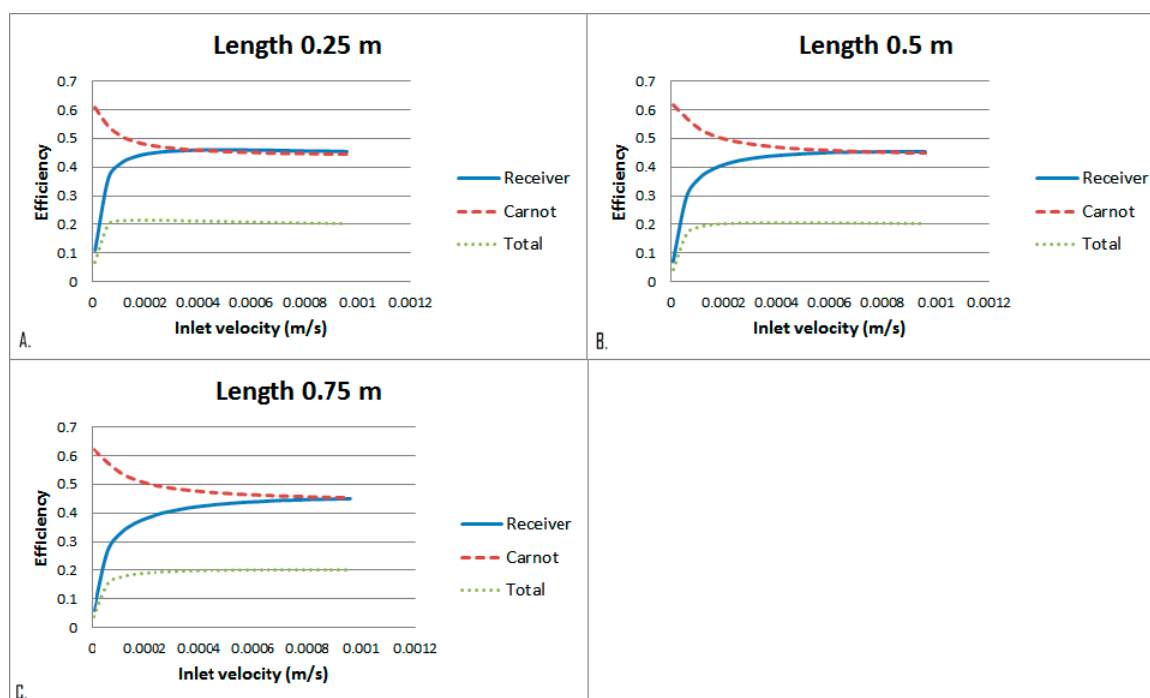 Length 0.25 m
0.7
0.6
0.5
0.4
0.3
0.2
0.1
0
Efficiency
0 0.0002 0.0004 0.0006 0.0008 0.001 0.0012
Inlet velocity (m/s)
Receiver
Carnot
Total
A.
Length 0.5 m
0.7
0.6
0.5
0.4
0.3
0.2
0.1
0
Efficiency
0 0.0002 0.0004 0.0006 0.0008 0.001 0.0012
Inlet velocity (m/s)
Receiver
Carnot
Total
B.
Length 0.75 m
0.7
0.6
0.5
0.4
0.3
0.2
0.1
0
Efficiency
0 0.0002 0.0004 0.0006 0.0008 0.001 0.0012
Inlet velocity (m/s)
Receiver
Carnot
Total
C.